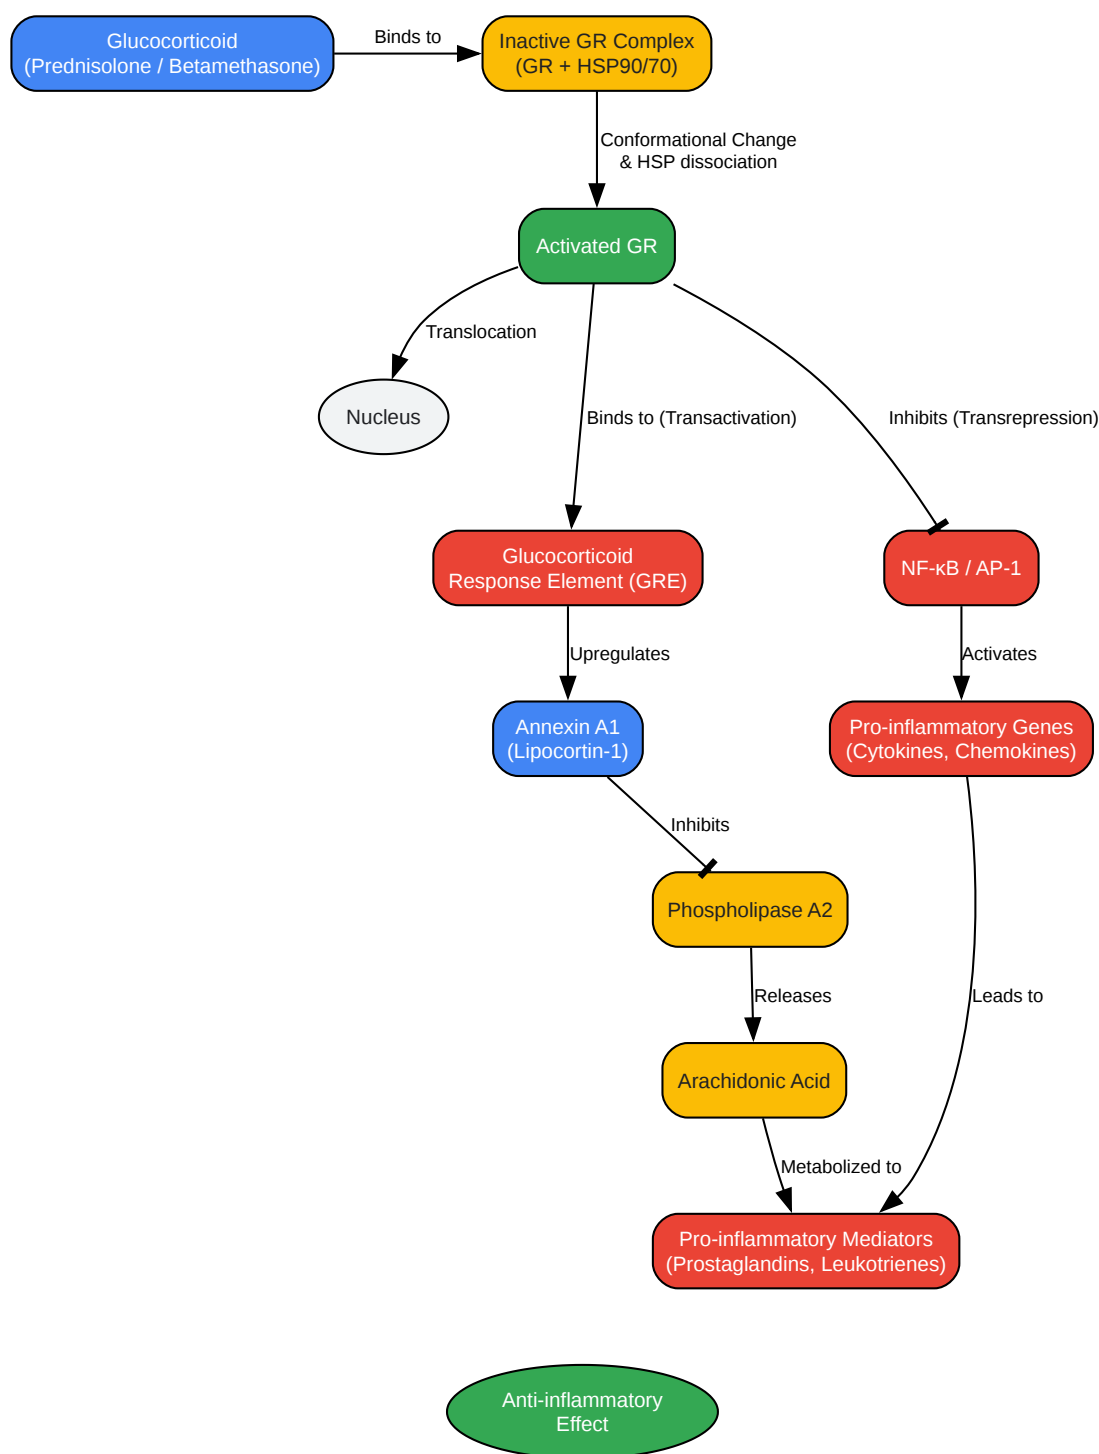 Glucocorticoid
(Prednisolone / Betamethasone)
Binds to
Inactive GR Complex
(GR + HSP90/70)
Conformational Change
& HSP dissociation
Activated GR
Translocation
Nucleus
Binds to (Transactivation)
Inhibits (Transrepression)
Glucocorticoid
Response Element (GRE)
NF-κB / AP-1
Upregulates
Activates
Annexin A1
(Lipocortin-1)
Pro-inflammatory Genes
(Cytokines, Chemokines)
Inhibits
Phospholipase A2
Releases
Leads to
Arachidonic Acid
Metabolized to
Pro-inflammatory Mediators
(Prostaglandins, Leukotrienes)
Anti-inflammatory
Effect